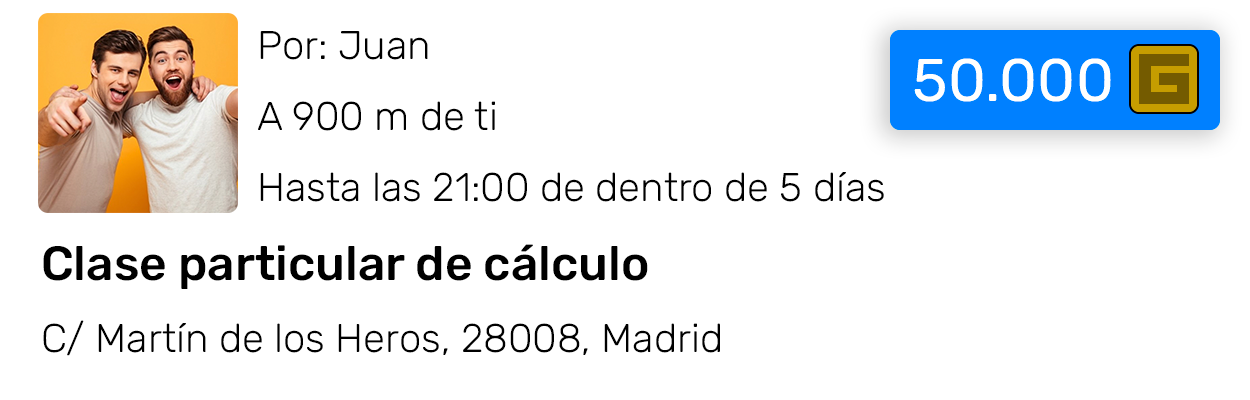 Por: Juan
50.000 G
A 900 m de ti
Hasta las 21:00 de dentro de 5 días
Clase particular de cálculo
C/ Martín de los Heros, 28008, Madrid